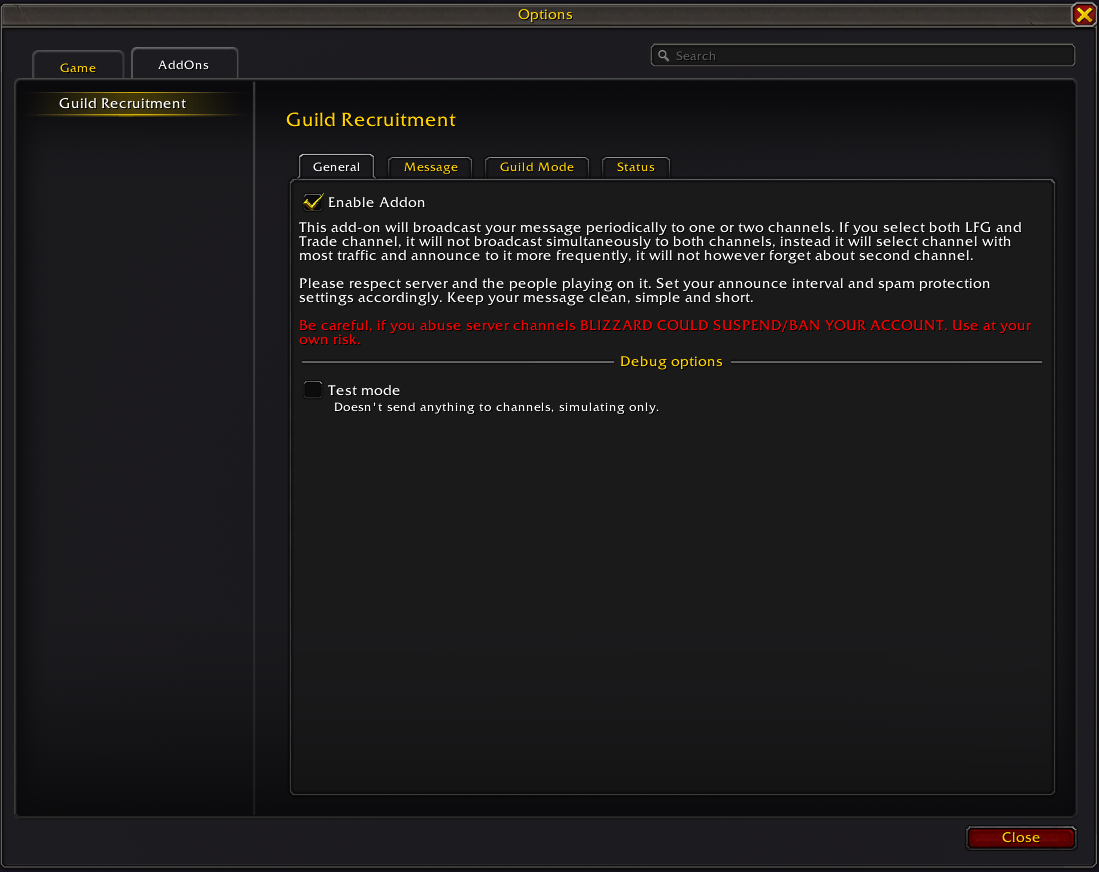 Options
Game
AddOns
Search
Guild Recruitment
Guild Recruitment
General
Message
Guild Mode
Status
Enable Addon
This add-on will broadcast your message periodically to one or two channels. If you select both LFG and
Trade channel, it will not broadcast simultaneously to both channels, instead it will select channel with
most traffic and announce to it more frequently, it will not however forget about second channel.
Please respect server and the people playing on it. Set your announce interval and spam protection
settings accordingly. Keep your message clean, simple and short.
Be careful, if you abuse server channels BLIZZARD COULD SUSPEND/BAN YOUR ACCOUNT. Use at your
own risk.
Debug options
Test mode
Doesn't send anything to channels, simulating only.
Close